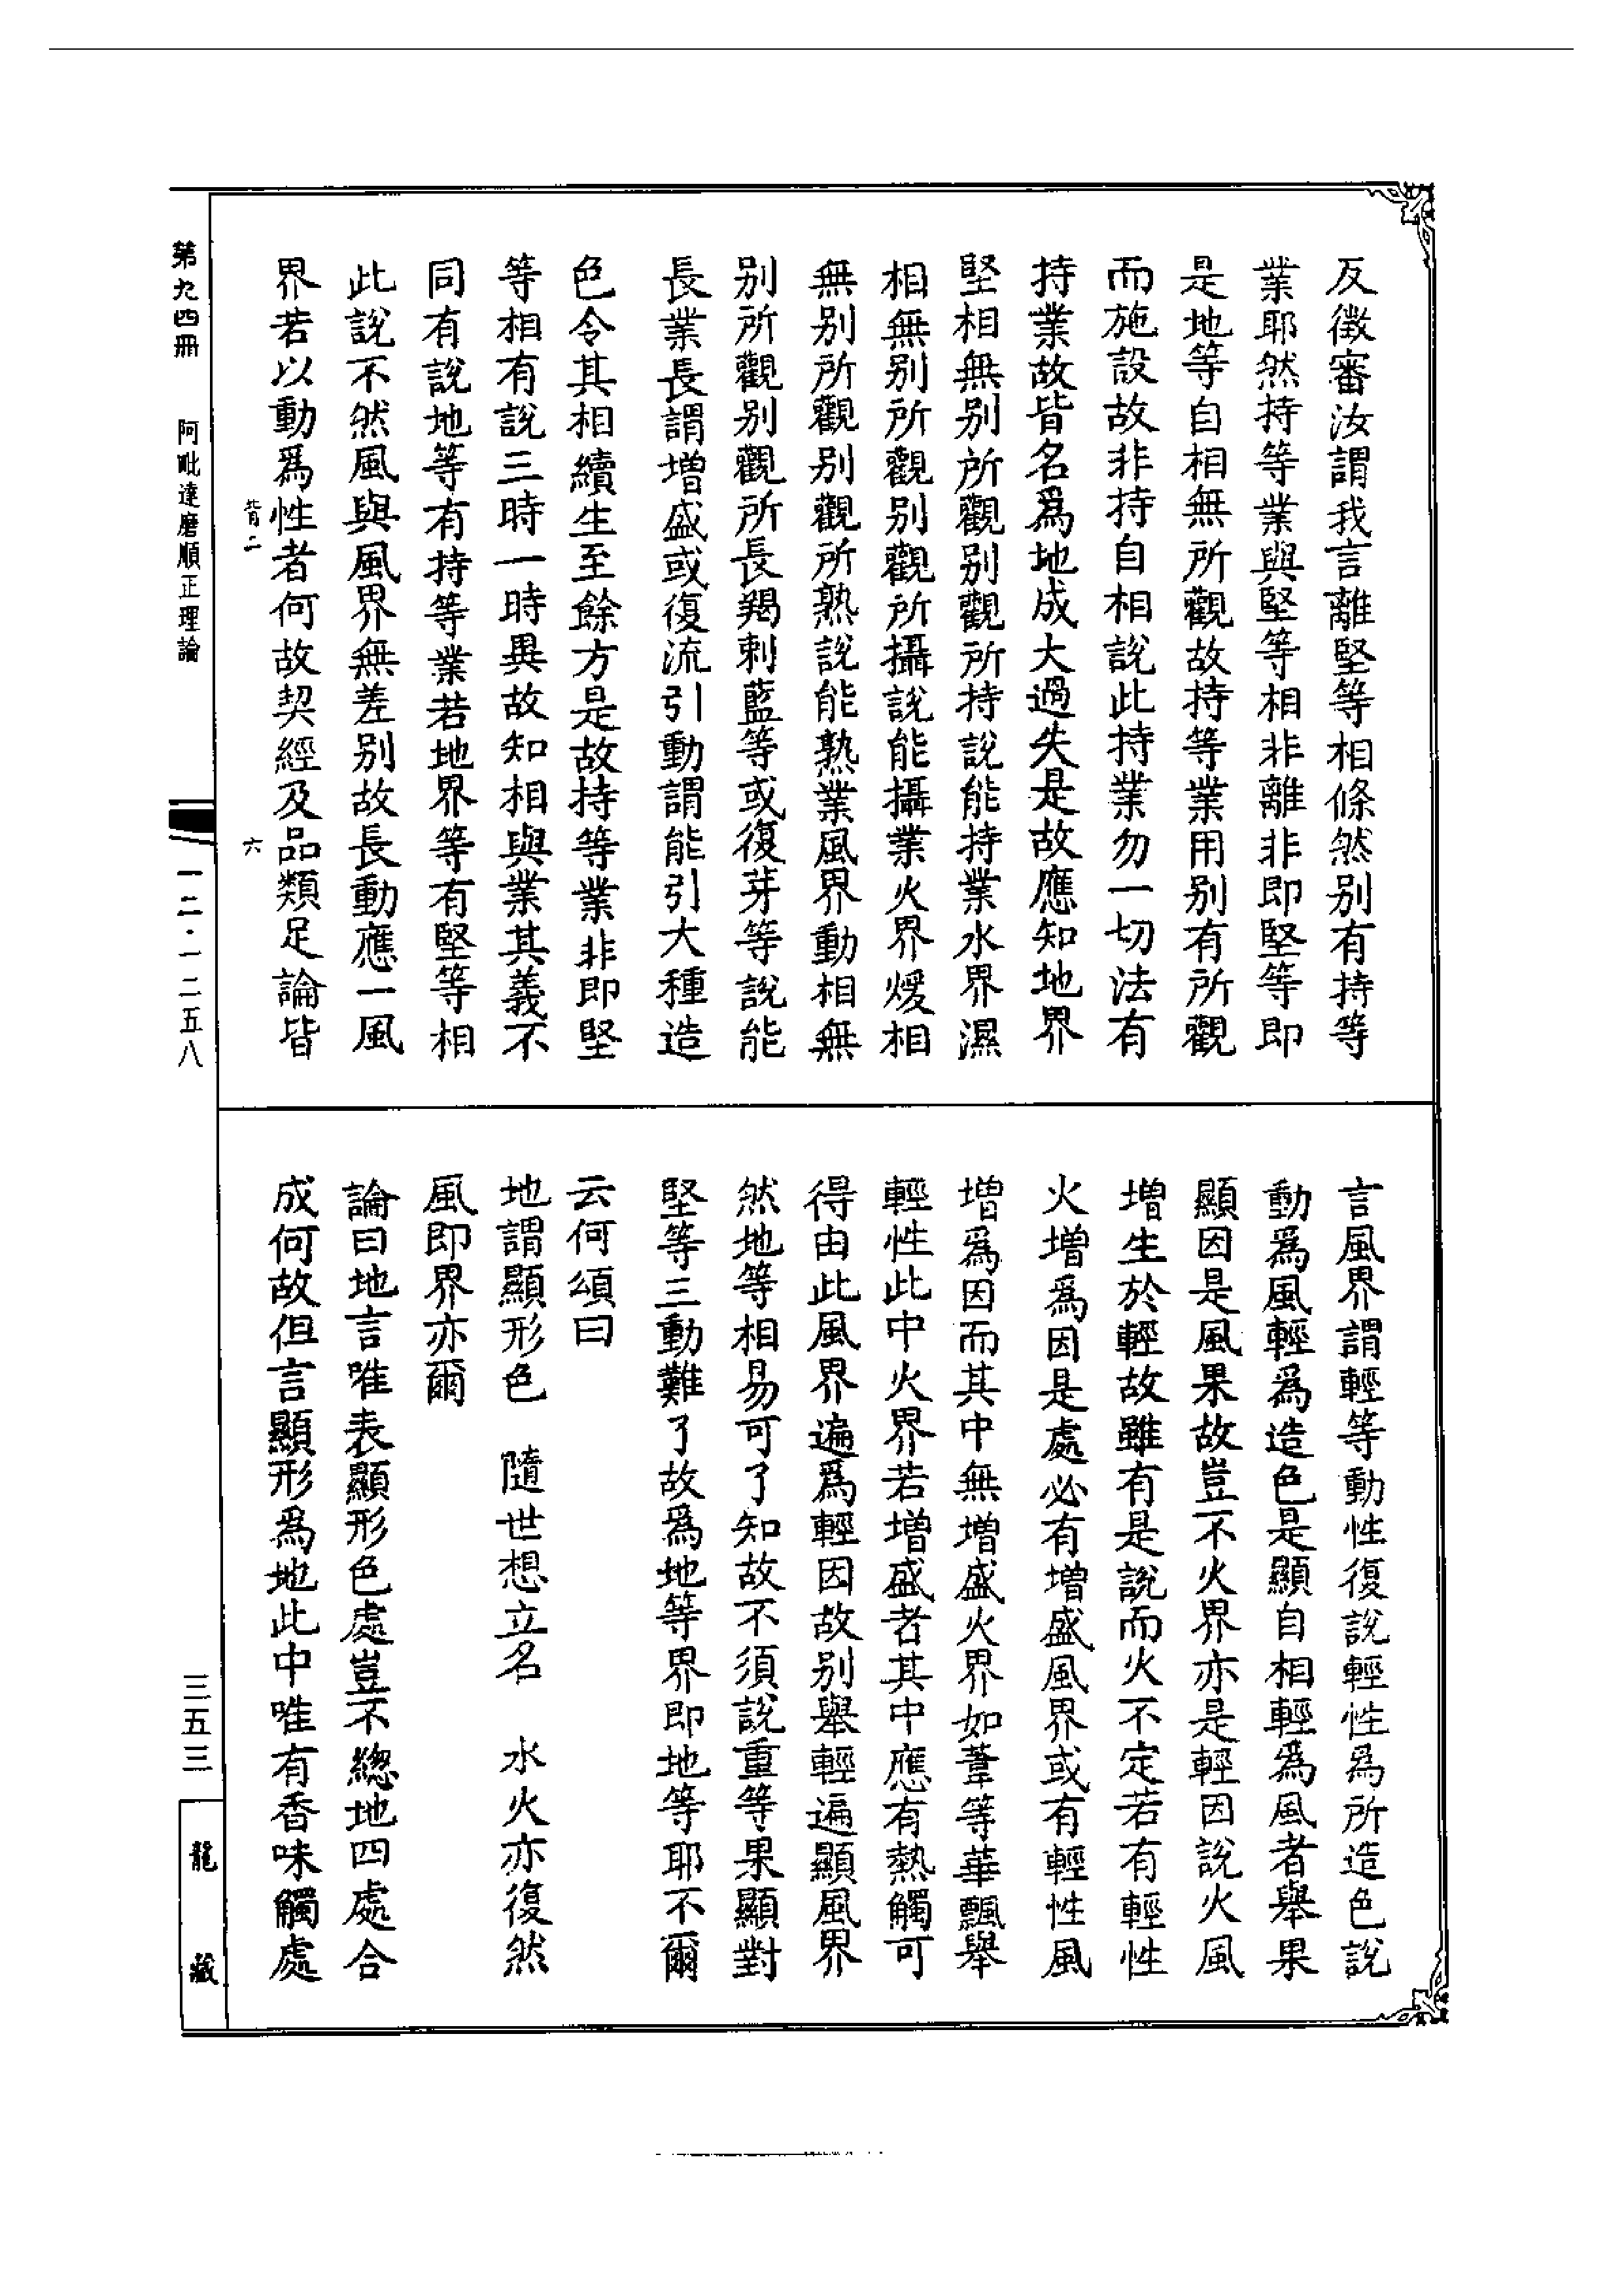 反徵審汝謂我言離堅等相條然別有持等
業耶然持等業與堅等相非離非即堅等即
是地等自相無所觀故持等業用別有所觀
而施設故非持自相說此持業勿一切法有
持業故皆名爲地成大過失是故應知地界
堅相無別所觀別觀所持說能持業水界濕
相無別所觀別觀所攝說能攝業火界煖相
無別所觀別觀所熟說能熟業風界動相無
別所觀別觀所長羯剌藍等或復芽等說能
長業長謂增盛或復流引動謂能引大種造
色令其相續生至餘方是故持等業非即堅
等相有說三時一時異故知相與業其義不
同有說地等有持等業若地界等有堅等相
此說不然風與風界無差別故長動應一風
界若以動爲性者何故契經及品類足論皆
言風界謂輕等動性復說輕性爲所造色說
動爲風輕爲造色是顯自相輕爲風者舉果
顯因是風果故豈不火界亦是輕因說火風
增生於輕故雖有是說而火不定若有輕性
火增爲因是處必有增盛風界或有輕性風
增爲因而其中無增盛火界如葦等華飄舉
輕性此中火界若增盛者其中應有熱觸可
得由此風界遍爲輕因故別舉輕遍顯風界
然地等相易可了知故不須說重等果顯對
堅等三動難了故爲地等界即地等耶不爾
云何頌曰
地謂顯形色　隨世想立名　水火亦復然
風即界亦爾
論曰地言唯表顯形色處豈不總地四處合
成何故但言顯形爲地此中唯有香味觸處
第九四冊　阿毗達磨順正理論
背二　六
一二·一二五八
三五三
龍藏